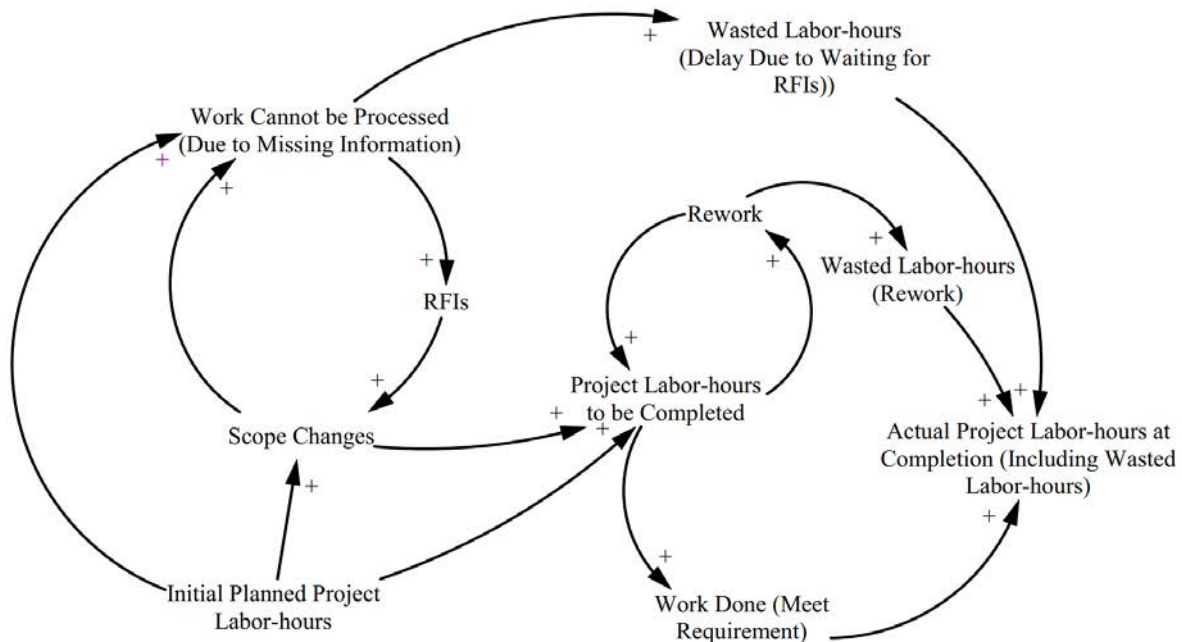 Wasted Labor-hours
(Delay Due to Waiting for
RFIs))
+
Work Cannot be Processed
(Due to Missing Information)
+
+
Rework
+
+
Wasted Labor-hours
(Rework)
+
RFIs
+
+
Project Labor-hours
to be Completed
+
+
+
+
+
Scope Changes
Actual Project Labor-hours at
Completion (Including Wasted
Labor-hours)
+
+
+
Initial Planned Project
Labor-hours
Work Done (Meet
Requirement)